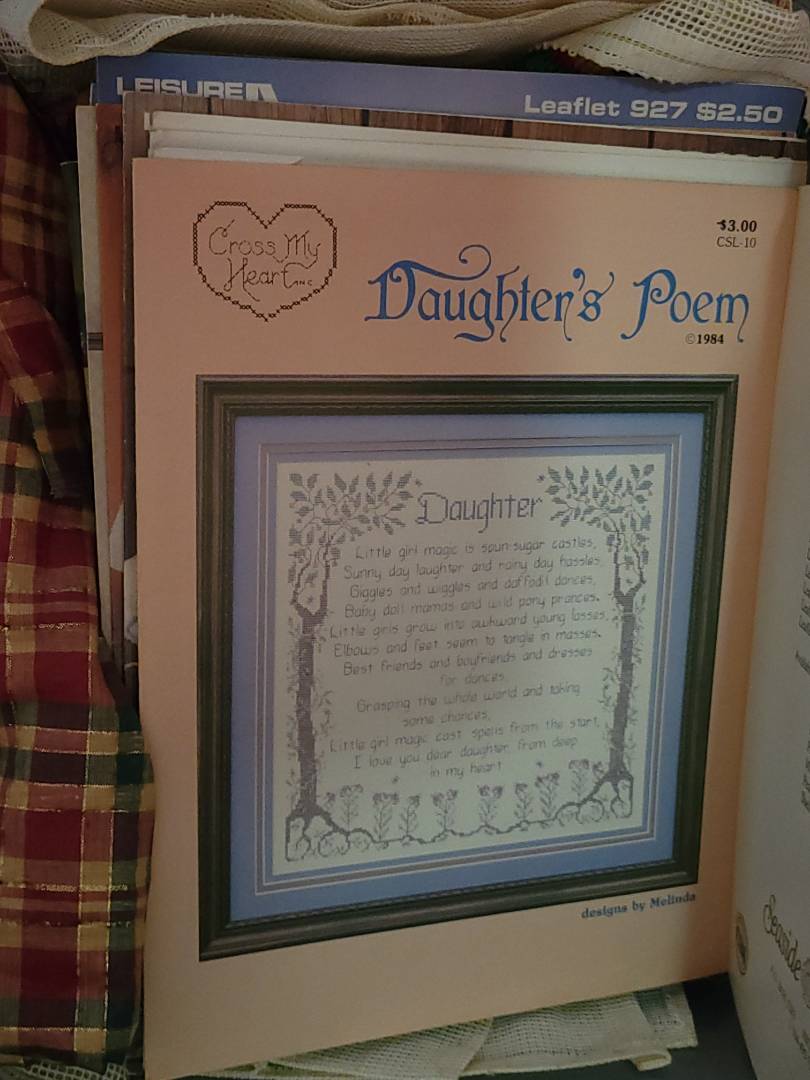 LEISURE A
Leaflet 927 $2.50
Cross My
Heart INC
$3.00
CSL-10
Daughter's Poem
©1984
Daughter
Little girl magic is spun-sugar castles,
Sunny day laughter and rainy day hassles,
Giggles and wiggles and daffodil dances,
Baby doll mamas and wild pony prances.
Little girls grow into awkward young lasses,
Elbows and feet seem to tangle in masses.
Best friends and boyfriends and dresses
for dances,
Grasping the whole world and taking
some chances,
Little girl magic cast spells from the start,
I love you dear daughter from deep
in my heart
designs by Melinda
Seaside